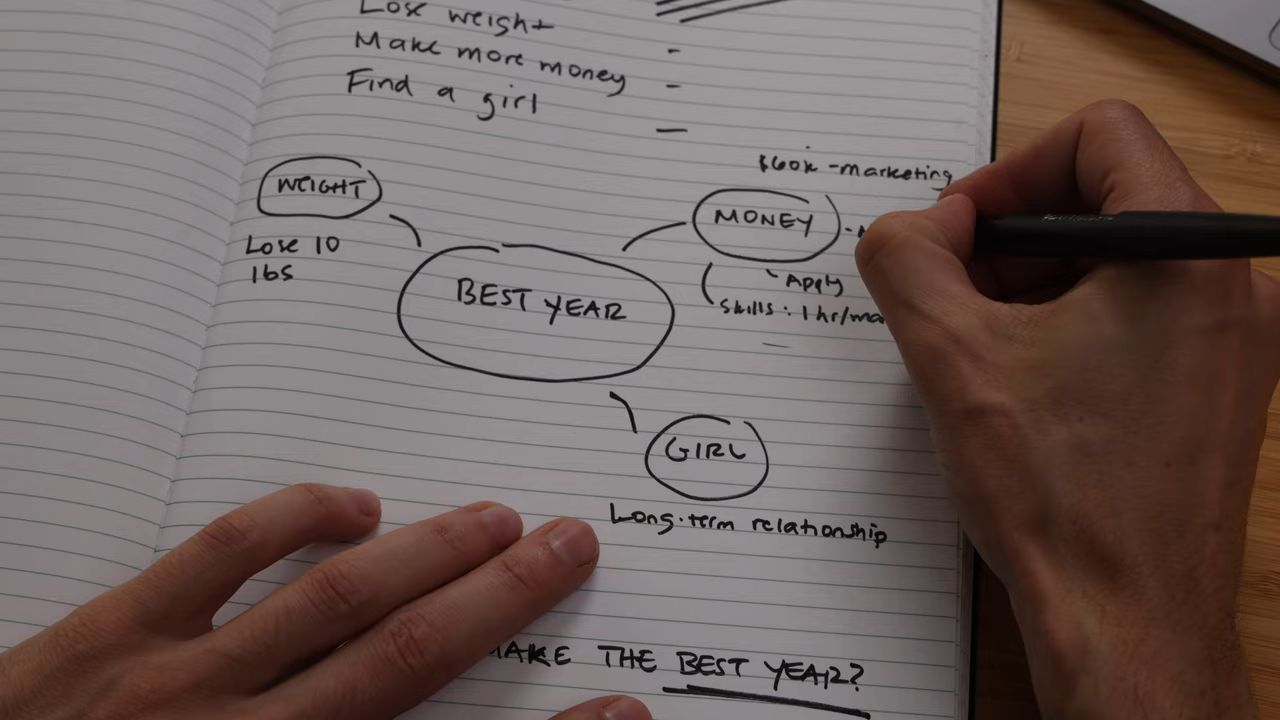 Lose weight -
Make more money -
Find a girl -
$60k - marketing
WEIGHT
MONEY
Lose 10
lbs
Apply
Skills: 1 hr/
BEST YEAR
GIRL
Long-term relationship
THE BEST YEAR?